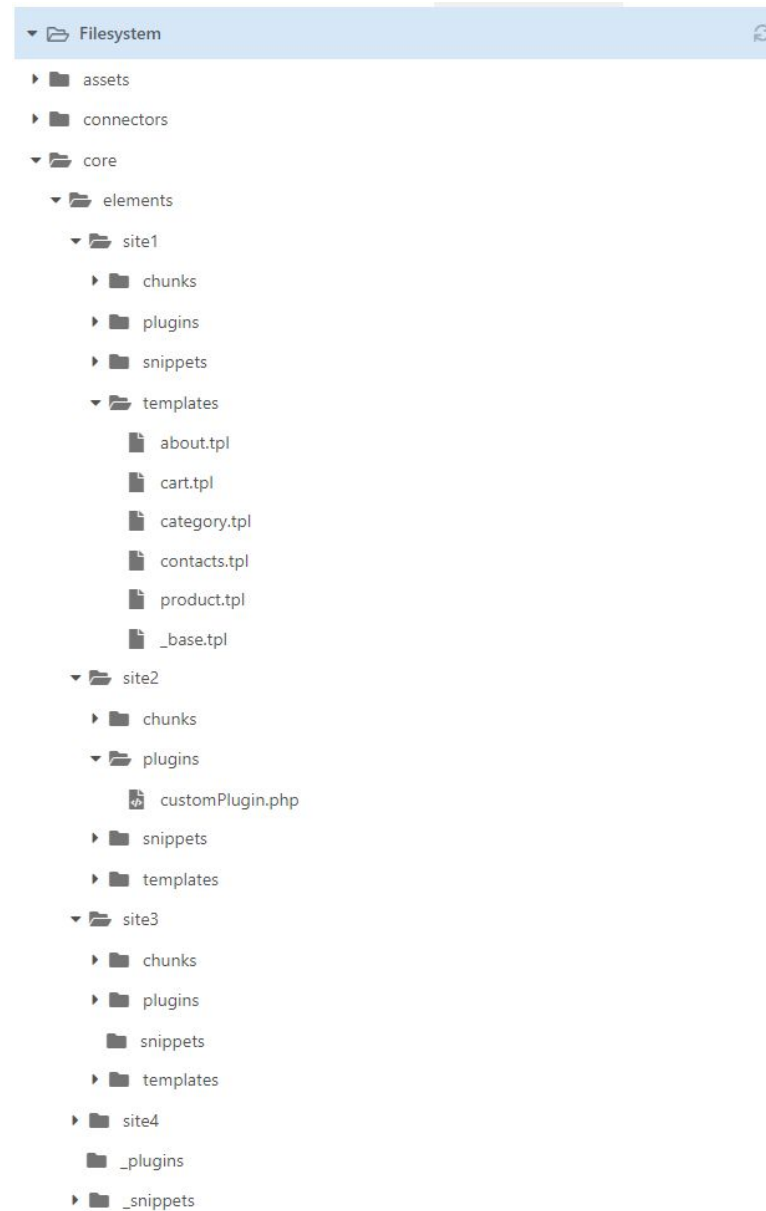 Filesystem
assets
connectors
core
elements
site1
chunks
plugins
snippets
templates
about.tpl
cart.tpl
category.tpl
contacts.tpl
product.tpl
_base.tpl
site2
chunks
plugins
customPlugin.php
snippets
templates
site3
chunks
plugins
snippets
templates
site4
_plugins
_snippets